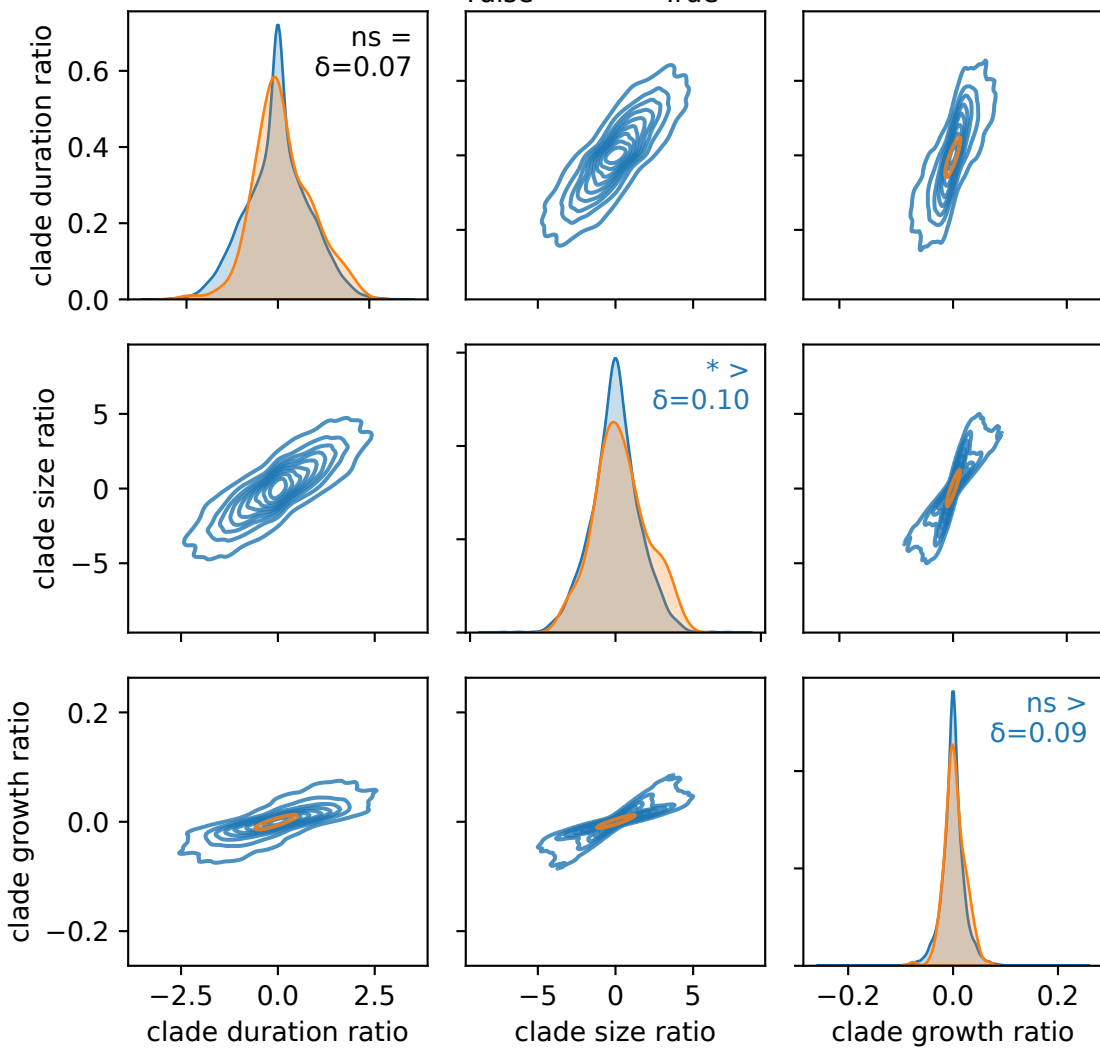 ns =
δ=0.07
clade duration ratio
0.6
0.4
0.2
0.0
* >
δ=0.10
clade size ratio
5
0
−5
ns >
δ=0.09
clade growth ratio
0.2
0.0
−0.2
−2.5 0.0 2.5
−5 0 5
−0.2 0.0 0.2
clade duration ratio
clade size ratio
clade growth ratio